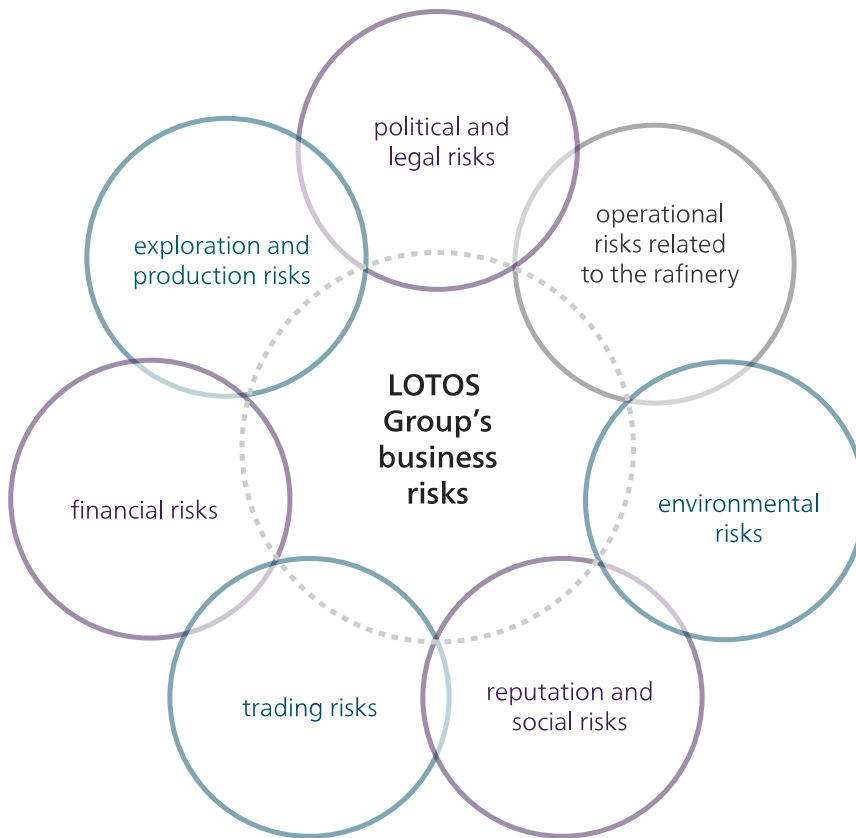 political and
legal risks
operational
risks related
to the rafinery
exploration and
production risks
LOTOS
Group's
business
risks
financial risks
environmental
risks
trading risks
reputation and
social risks